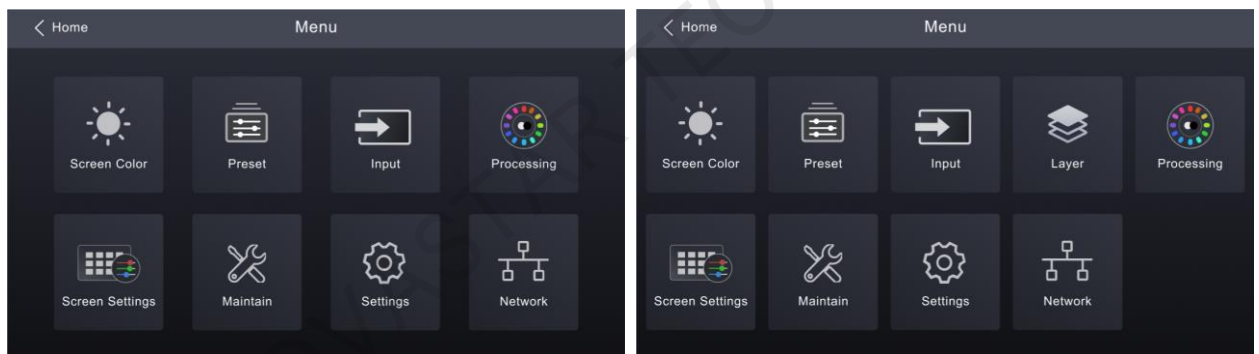 Home Menu
Screen Color Preset Input Processing
Screen Settings Maintain Settings Network
Home Menu
Screen Color Preset Input Layer Processing
Screen Settings Maintain Settings Network